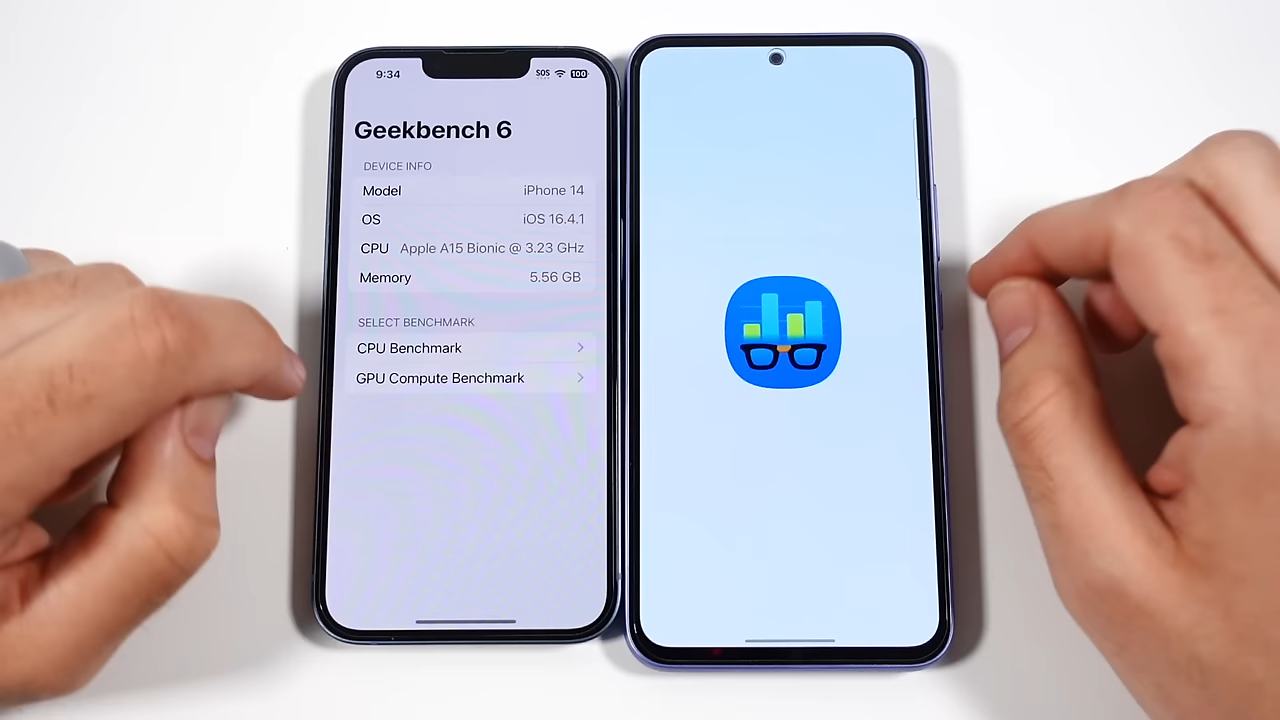 9:34 SOS 100
Geekbench 6
DEVICE INFO
Model iPhone 14
OS iOS 16.4.1
CPU Apple A15 Bionic @ 3.23 GHz
Memory 5.56 GB
SELECT BENCHMARK
CPU Benchmark
GPU Compute Benchmark